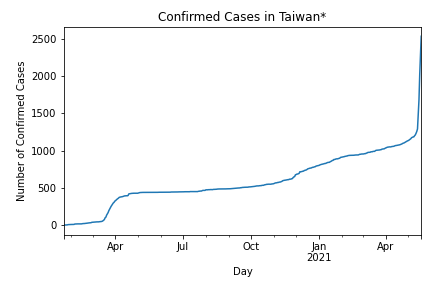 Confirmed Cases in Taiwan*
Number of Confirmed Cases
2500
2000
1500
1000
500
0
Apr
Jul
Oct
Jan
2021
Apr
Day